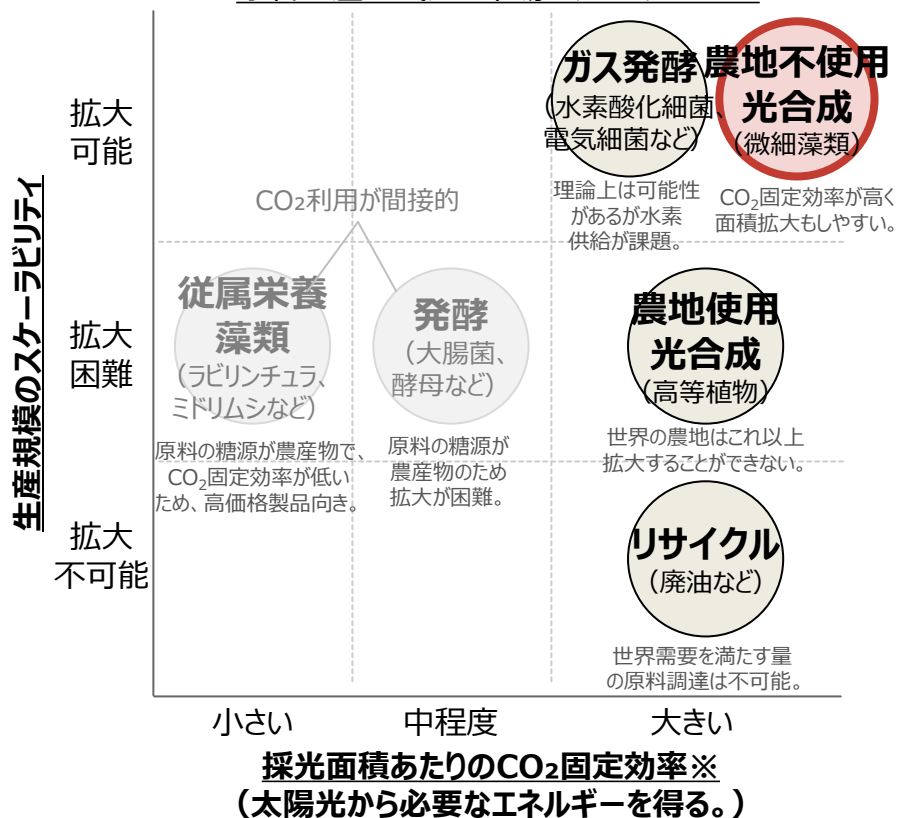 ガス発酵
（水素酸化細菌、
電気細菌など）
農地不使用
光合成
（微細藻類）
拡大
可能
理論上は可能性
があるが水素
供給が課題。
CO₂固定効率が高く
面積拡大もしやすい。
CO₂利用が間接的
生産規模のスケーラビリティ
拡大
困難
従属栄養
藻類
（ラビリンチュラ、
ミドリムシなど）
発酵
（大腸菌、
酵母など）
農地使用
光合成
（高等植物）
原料の糖源が農産物で、
CO₂固定効率が低い
ため、高価格製品向き。
原料の糖源が
農産物のため
拡大が困難。
世界の農地はこれ以上
拡大することができない。
拡大
不可能
リサイクル
（廃油など）
世界需要を満たす量
の原料調達は不可能。
小さい
中程度
大きい
採光面積あたりのCO₂固定効率※
（太陽光から必要なエネルギーを得る。）